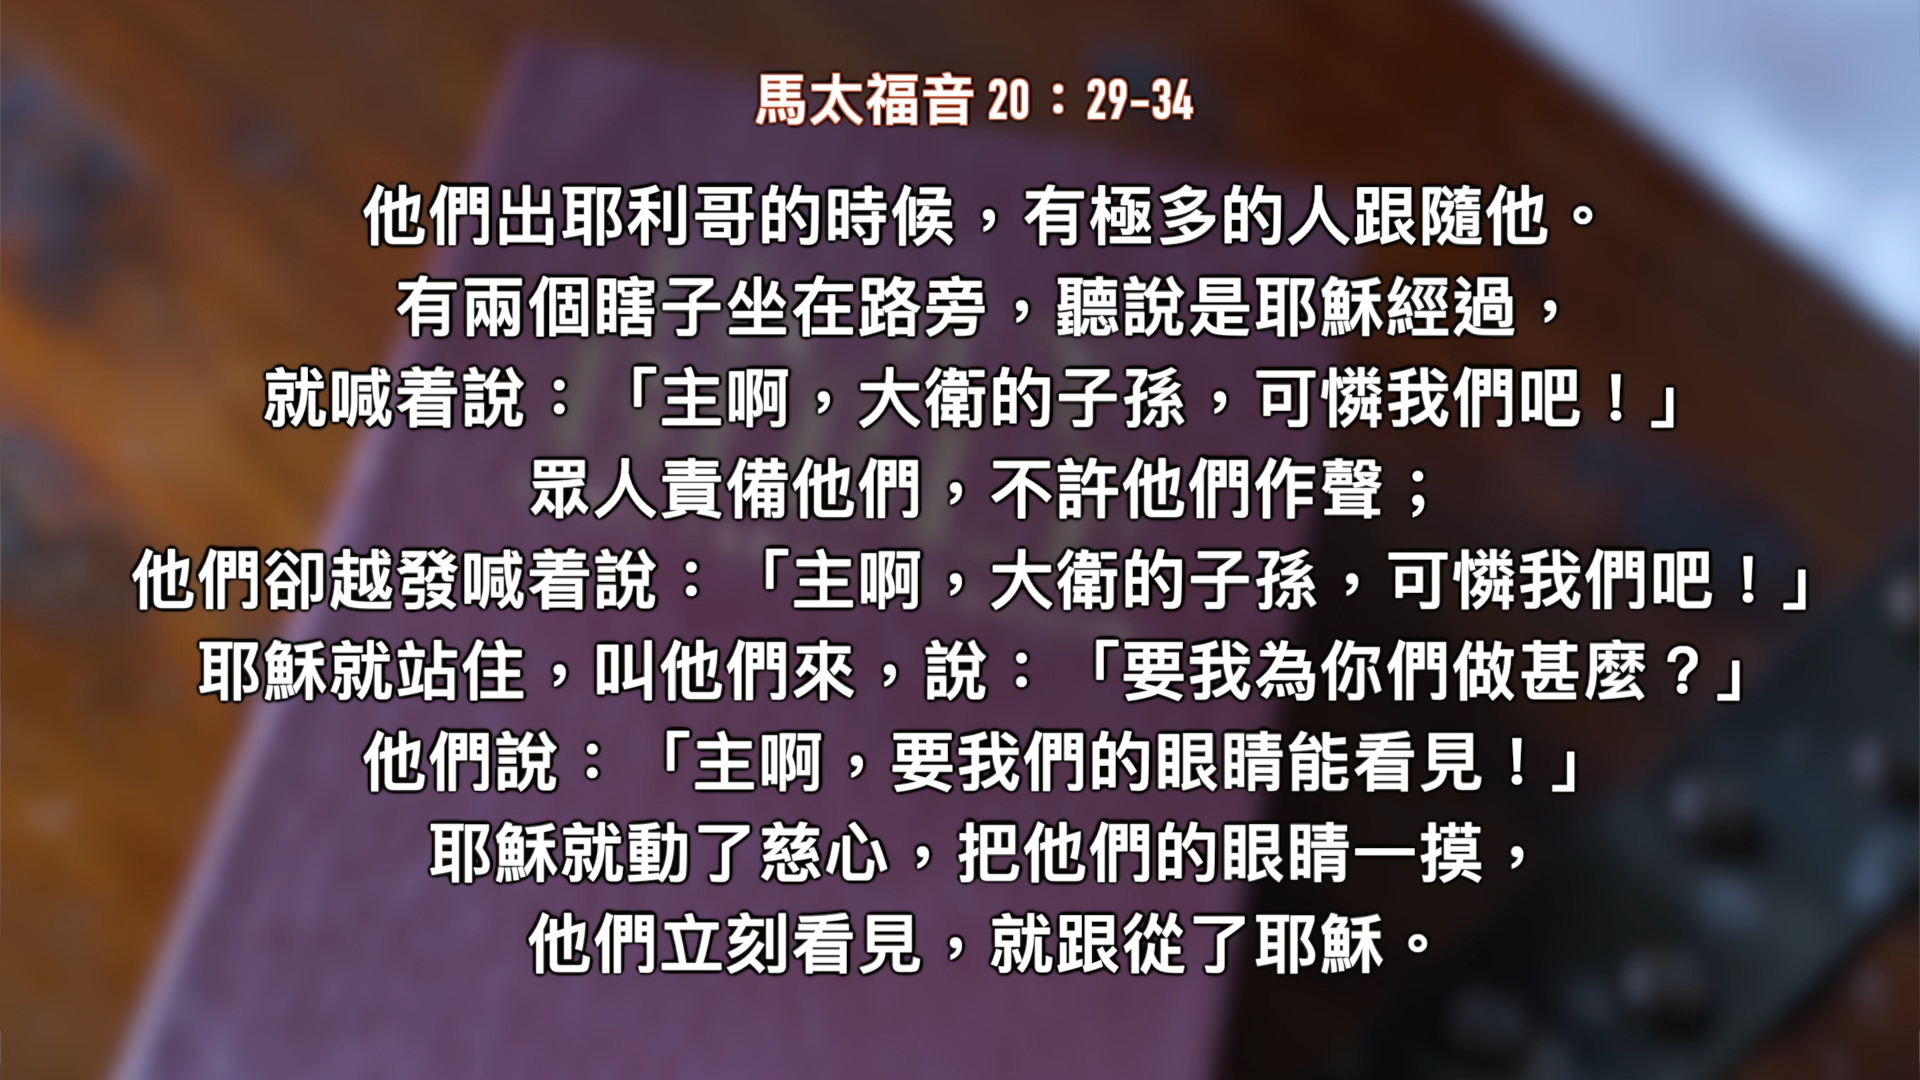 馬太福音 20：29-34
他們出耶利哥的時候，有極多的人跟隨他。
有兩個瞎子坐在路旁，聽說是耶穌經過，
就喊着說：「主啊，大衛的子孫，可憐我們吧！」
眾人責備他們，不許他們作聲；
他們卻越發喊着說：「主啊，大衛的子孫，可憐我們吧！」
耶穌就站住，叫他們來，說：「要我為你們做甚麼？」
他們說：「主啊，要我們的眼睛能看見！」
耶穌就動了慈心，把他們的眼睛一摸，
他們立刻看見，就跟從了耶穌。